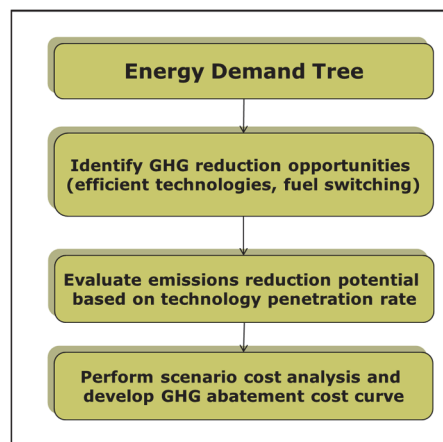 Energy Demand Tree
Identify GHG reduction opportunities
(efficient technologies, fuel switching)
Evaluate emissions reduction potential
based on technology penetration rate
Perform scenario cost analysis and
develop GHG abatement cost curve